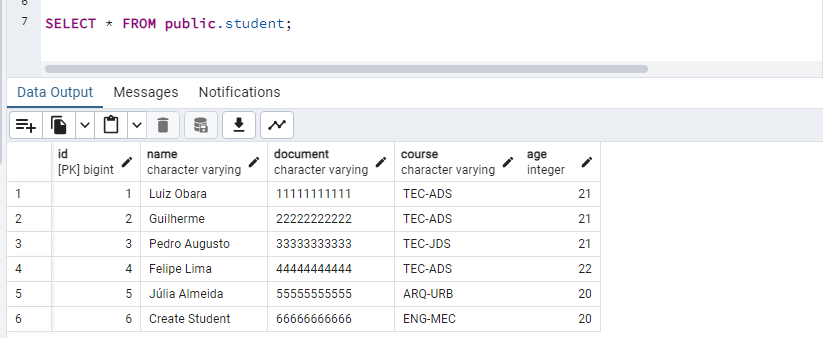 6
7 SELECT * FROM public.student;
Data Output Messages Notifications
id name document course age
[PK] bigint character varying character varying character varying integer
1 1 Luiz Obara 11111111111 TEC-ADS 21
2 2 Guilherme 22222222222 TEC-ADS 21
3 3 Pedro Augusto 33333333333 TEC-JDS 21
4 4 Felipe Lima 44444444444 TEC-ADS 22
5 5 Júlia Almeida 55555555555 ARQ-URB 20
6 6 Create Student 66666666666 ENG-MEC 20